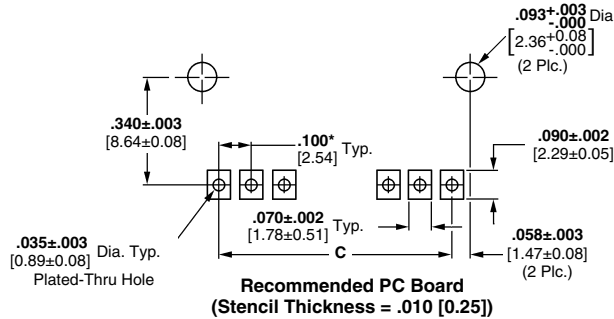 .093+.003 -.000 Dia
[2.36+0.08 -.000]
(2 Plc.)
.340±.003
[8.64±0.08]
.100* Typ.
[2.54]
.090±.002
[2.29±0.05]
.070±.002 Typ.
[1.78±0.51]
.035±.003 Dia. Typ.
[0.89±0.08]
Plated-Thru Hole
C
.058±.003
[1.47±0.08]
(2 Plc.)
Recommended PC Board
(Stencil Thickness = .010 [0.25])